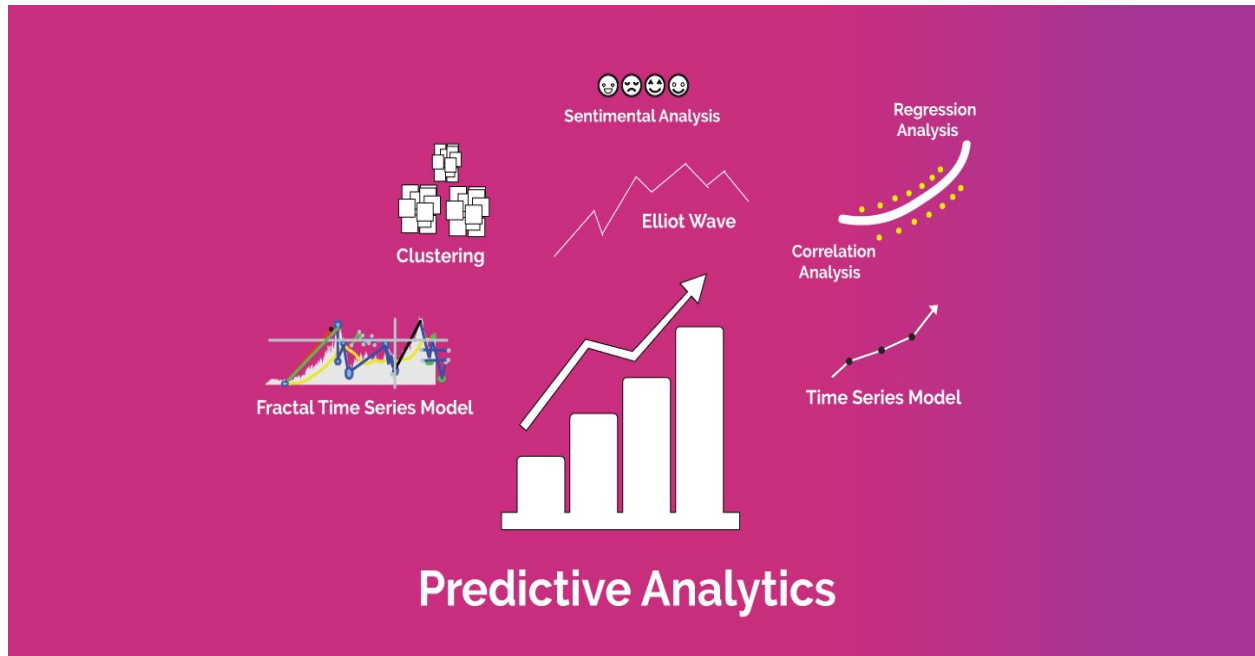 Sentimental Analysis
Regression
Analysis
Clustering
Elliot Wave
Correlation
Analysis
Fractal Time Series Model
Time Series Model
Predictive Analytics